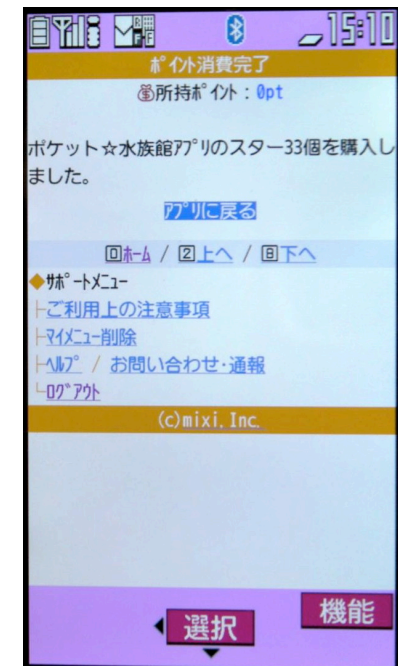 15:10
ﾎﾟｲﾝﾄ消費完了
所持ﾎﾟｲﾝﾄ：0pt
ポケット☆水族館ｱﾌﾟﾘのスター33個を購入し
ました。
ｱﾌﾟﾘに戻る
0ﾎｰﾑ / 2上へ / 8下へ
◆ｻﾎﾟｰﾄﾒﾆｭｰ
├ご利用上の注意事項
├ﾏｲﾒﾆｭｰ削除
├ﾍﾙﾌﾟ / お問い合わせ･通報
└ﾛｸﾞｱｳﾄ
(c)mixi, Inc.
機能
選択